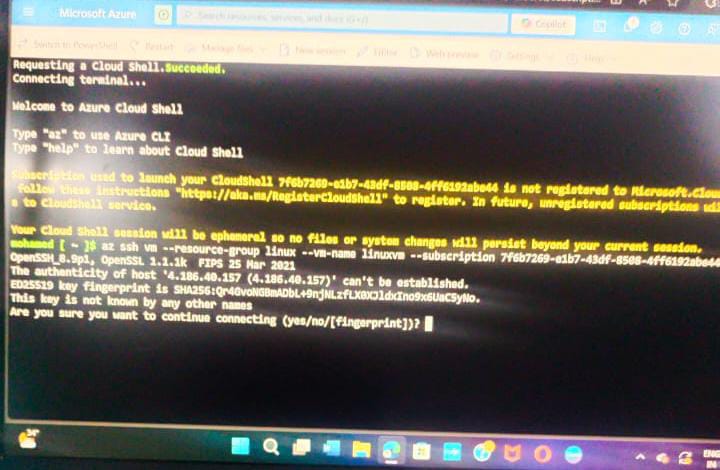 Microsoft Azure
Search resources, services, and docs (G+/)
Copilot
Switch to PowerShell Restart Manage files New session Editor Web preview Settings Help
Requesting a Cloud Shell.Succeeded.
Connecting terminal...
Welcome to Azure Cloud Shell
Type "az" to use Azure CLI
Type "help" to learn about Cloud Shell
Subscription used to launch your CloudShell 7f6b7269-e1b7-43df-8508-4ff6192abe44 is not registered to Microsoft.Clou
follow these instructions "https://aka.ms/RegisterCloudShell" to register. In future, unregistered subscriptions wil
s to CloudShell service.
Your Cloud Shell session will be ephemeral so no files or system changes will persist beyond your current session.
mohamed [ ~ ]$ az ssh vm --resource-group linux --vm-name linuxvm --subscription 7f6b7269-e1b7-43df-8508-4ff6192abe44
OpenSSH_8.9p1, OpenSSL 1.1.1k FIPS 25 Mar 2021
The authenticity of host '4.186.40.157 (4.186.40.157)' can't be established.
ED25519 key fingerprint is SHA256:Qr4GvoNGBmADbL+9njNLzfLX0XJldxIno9x6UaC5yNo.
This key is not known by any other names
Are you sure you want to continue connecting (yes/no/[fingerprint])?
34°
ENG
IN